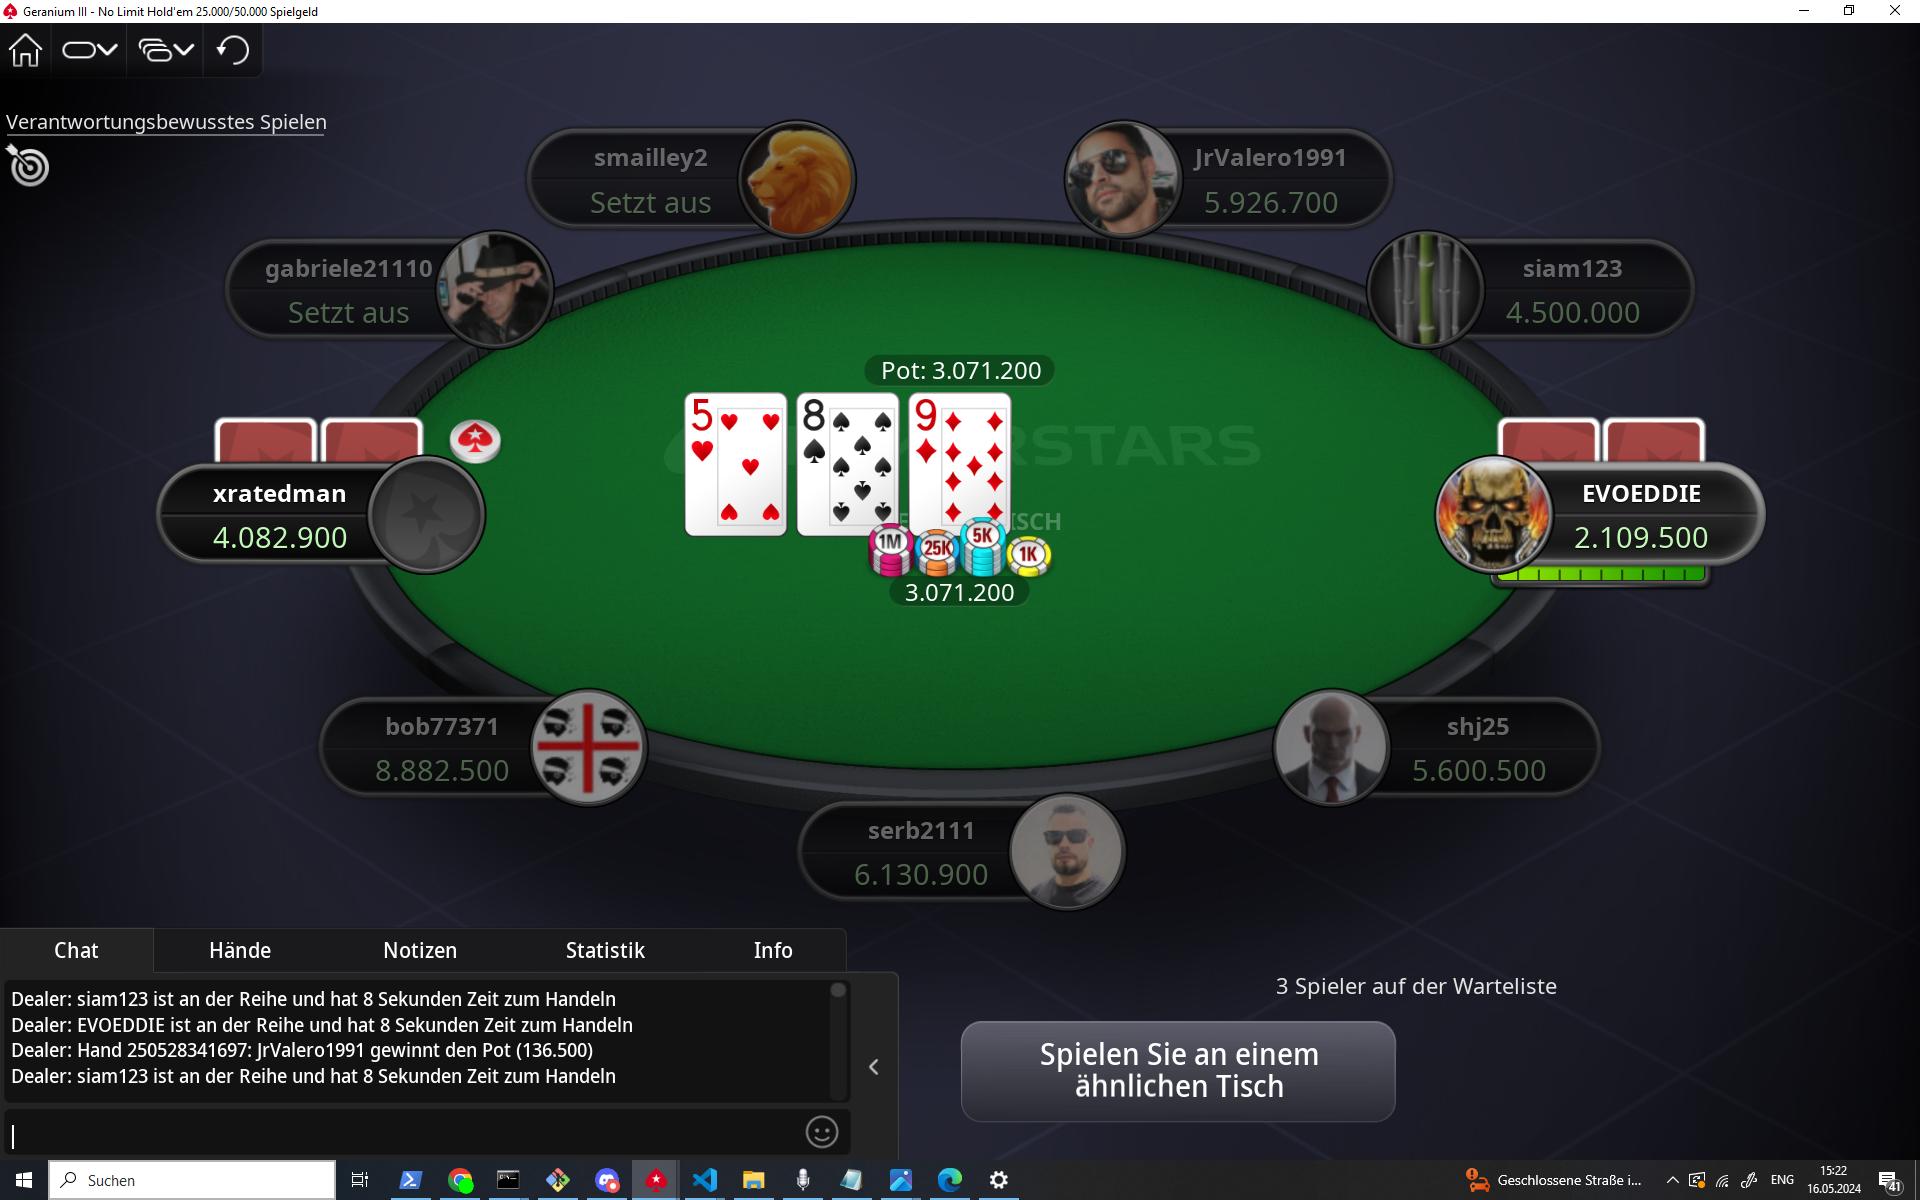 Geranium III - No Limit Hold'em 25.000/50.000 Spielgeld
Verantwortungsbewusstes Spielen
smailley2
Setzt aus
JrValero1991
5.926.700
gabriele21110
Setzt aus
siam123
4.500.000
Pot: 3.071.200
5
8
9
RSTARS
ISCH
xratedman
4.082.900
EVOEDDIE
2.109.500
1M
25K
5K
1K
3.071.200
bob77371
8.882.500
shj25
5.600.500
serb2111
6.130.900
Chat
Hände
Notizen
Statistik
Info
Dealer: siam123 ist an der Reihe und hat 8 Sekunden Zeit zum Handeln
Dealer: EVOEDDIE ist an der Reihe und hat 8 Sekunden Zeit zum Handeln
Dealer: Hand 250528341697: JrValero1991 gewinnt den Pot (136.500)
Dealer: siam123 ist an der Reihe und hat 8 Sekunden Zeit zum Handeln
3 Spieler auf der Warteliste
Spielen Sie an einem
ähnlichen Tisch
Suchen
Geschlossene Straße i...
ENG
15:22
16.05.2024
41